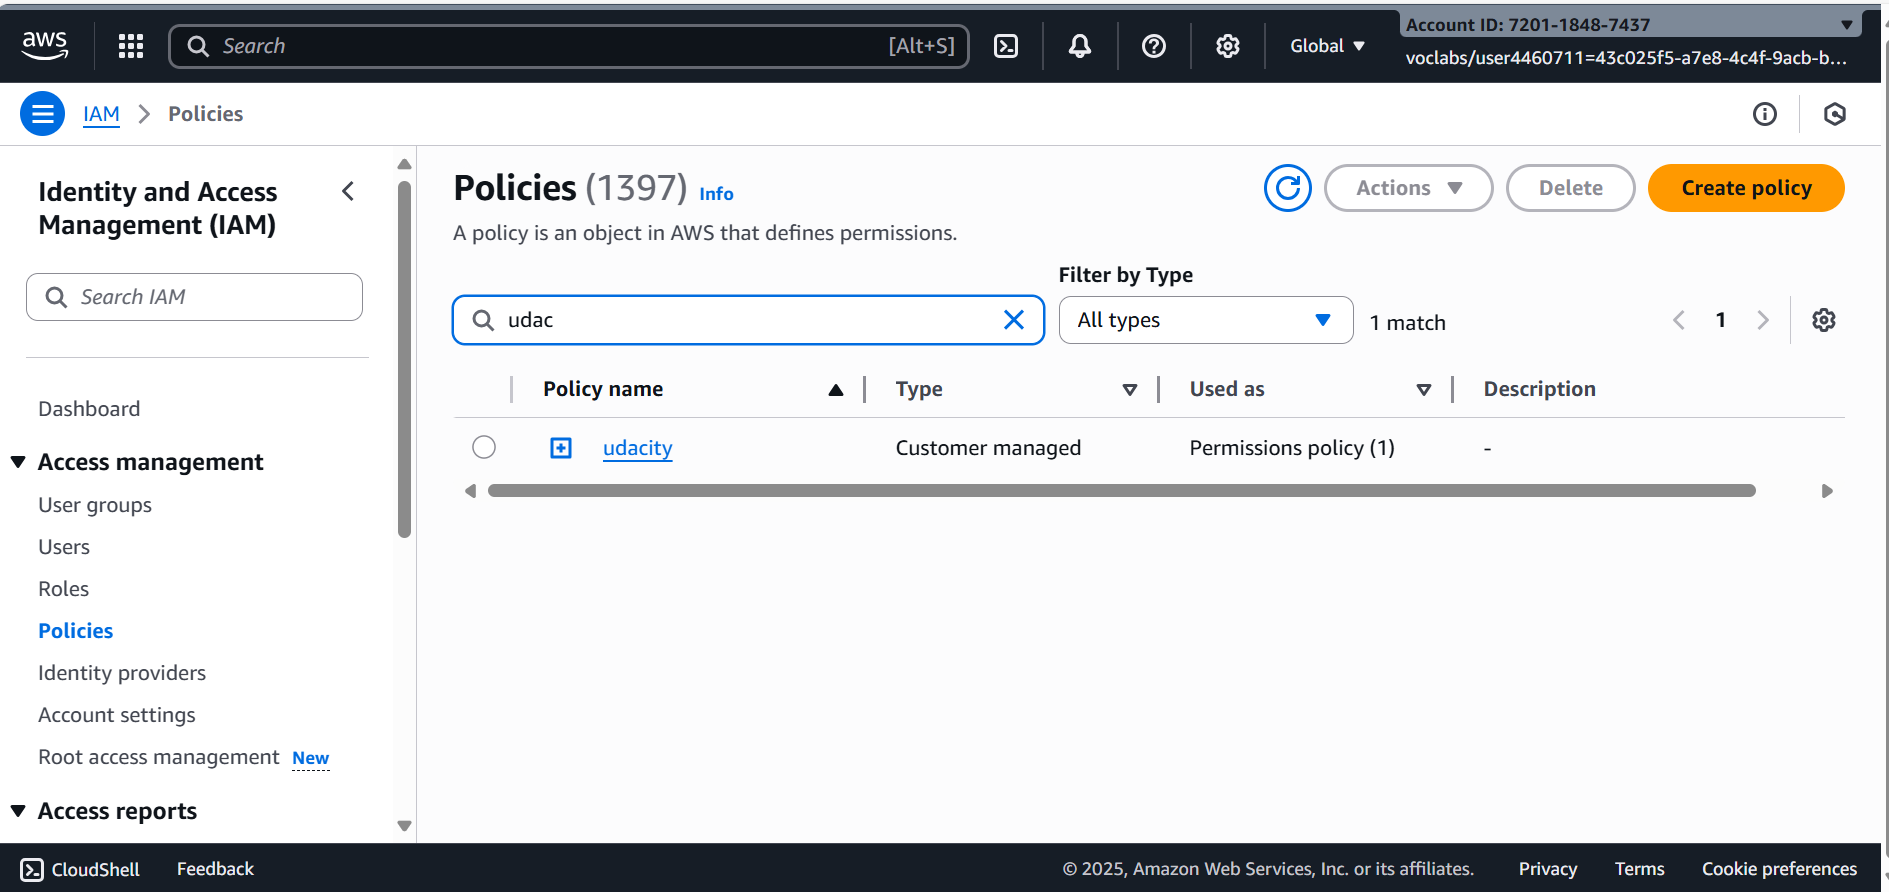 aws
Search
[Alt+S]
Global
Account ID: 7201-1848-7437
voclabs/user4460711=43c025f5-a7e8-4c4f-9acb-b...
IAM
Policies
Identity and Access
Management (IAM)
Search IAM
Dashboard
Access management
User groups
Users
Roles
Policies
Identity providers
Account settings
Root access management New
Access reports
Policies (1397) Info
A policy is an object in AWS that defines permissions.
Actions
Delete
Create policy
Filter by Type
udac
All types
1 match
1
Policy name Type Used as Description
udacity Customer managed Permissions policy (1) -
CloudShell
Feedback
© 2025, Amazon Web Services, Inc. or its affiliates.
Privacy
Terms
Cookie preferences